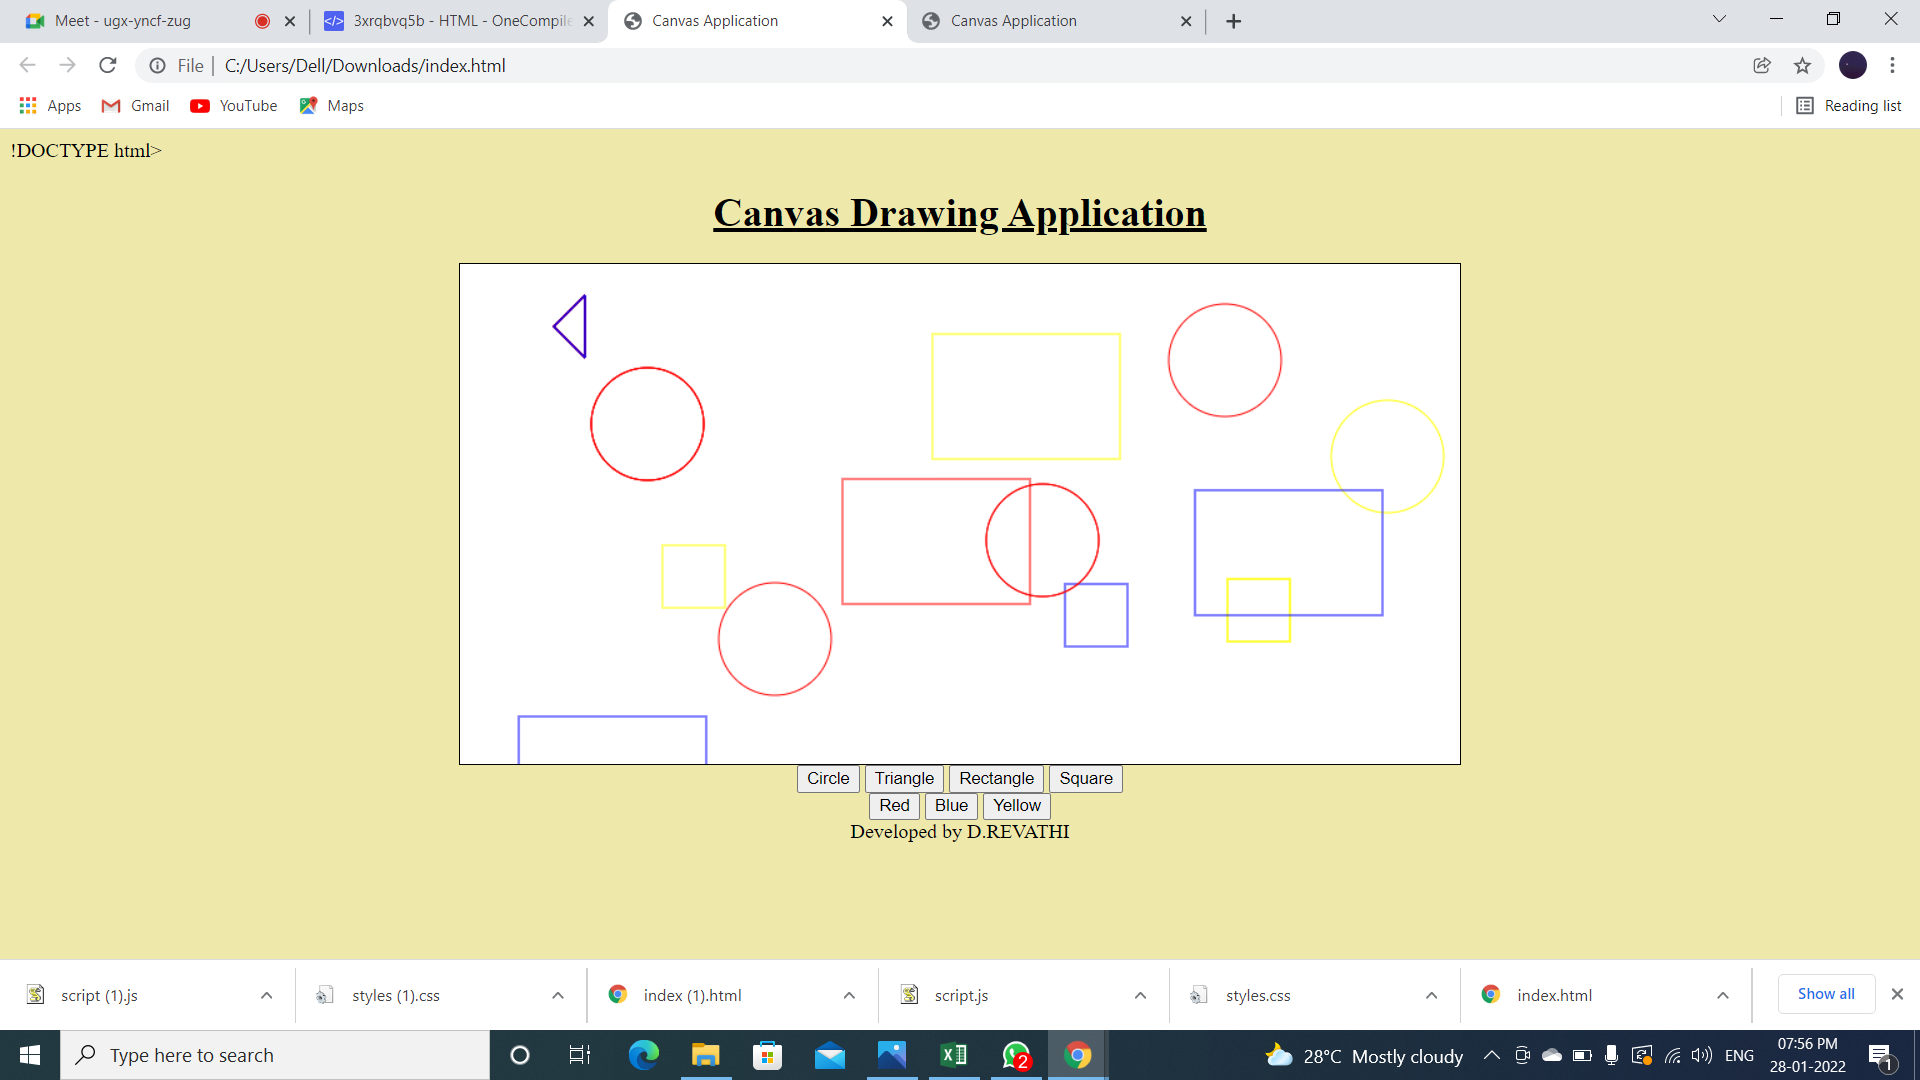 Meet - ugx-yncf-zug
3xrqbvq5b - HTML - OneCompile
Canvas Application
Canvas Application
File | C:/Users/Dell/Downloads/index.html
Apps Gmail YouTube Maps Reading list
!DOCTYPE html>
Canvas Drawing Application
Circle Triangle Rectangle Square
Red Blue Yellow
Developed by D.REVATHI
script (1).js styles (1).css index (1).html script.js styles.css index.html Show all
Type here to search
2
28°C Mostly cloudy
ENG
07:56 PM
28-01-2022
1